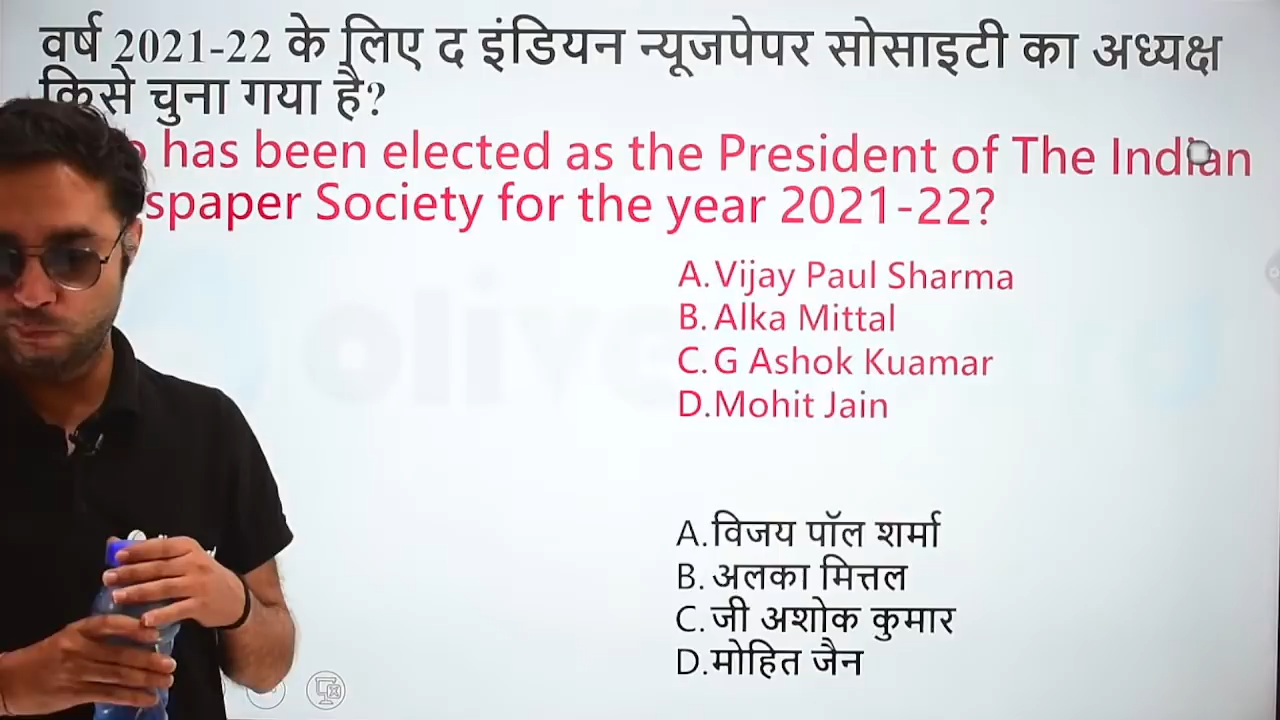 वर्ष 2021-22 के लिए द इंडियन न्यूजपेपर सोसाइटी का अध्यक्ष
किसे चुना गया है?
has been elected as the President of The Indian
spaper Society for the year 2021-22?
A. Vijay Paul Sharma
B. Alka Mittal
C. G Ashok Kuamar
D. Mohit Jain
A. विजय पॉल शर्मा
B. अलका मित्तल
C. जी अशोक कुमार
D. मोहित जैन